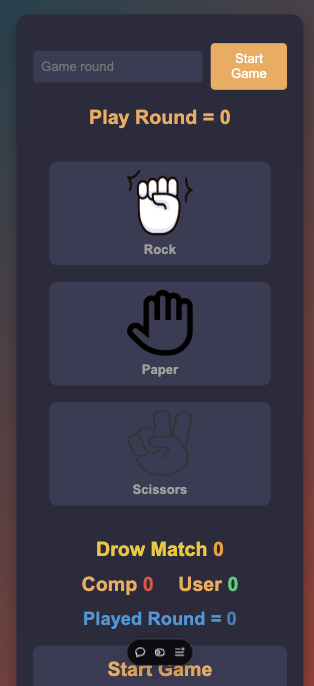 Game round
Start
Game
Play Round = 0
Rock
Paper
Scissors
Drow Match 0
Comp 0 User 0
Played Round = 0
Start Game